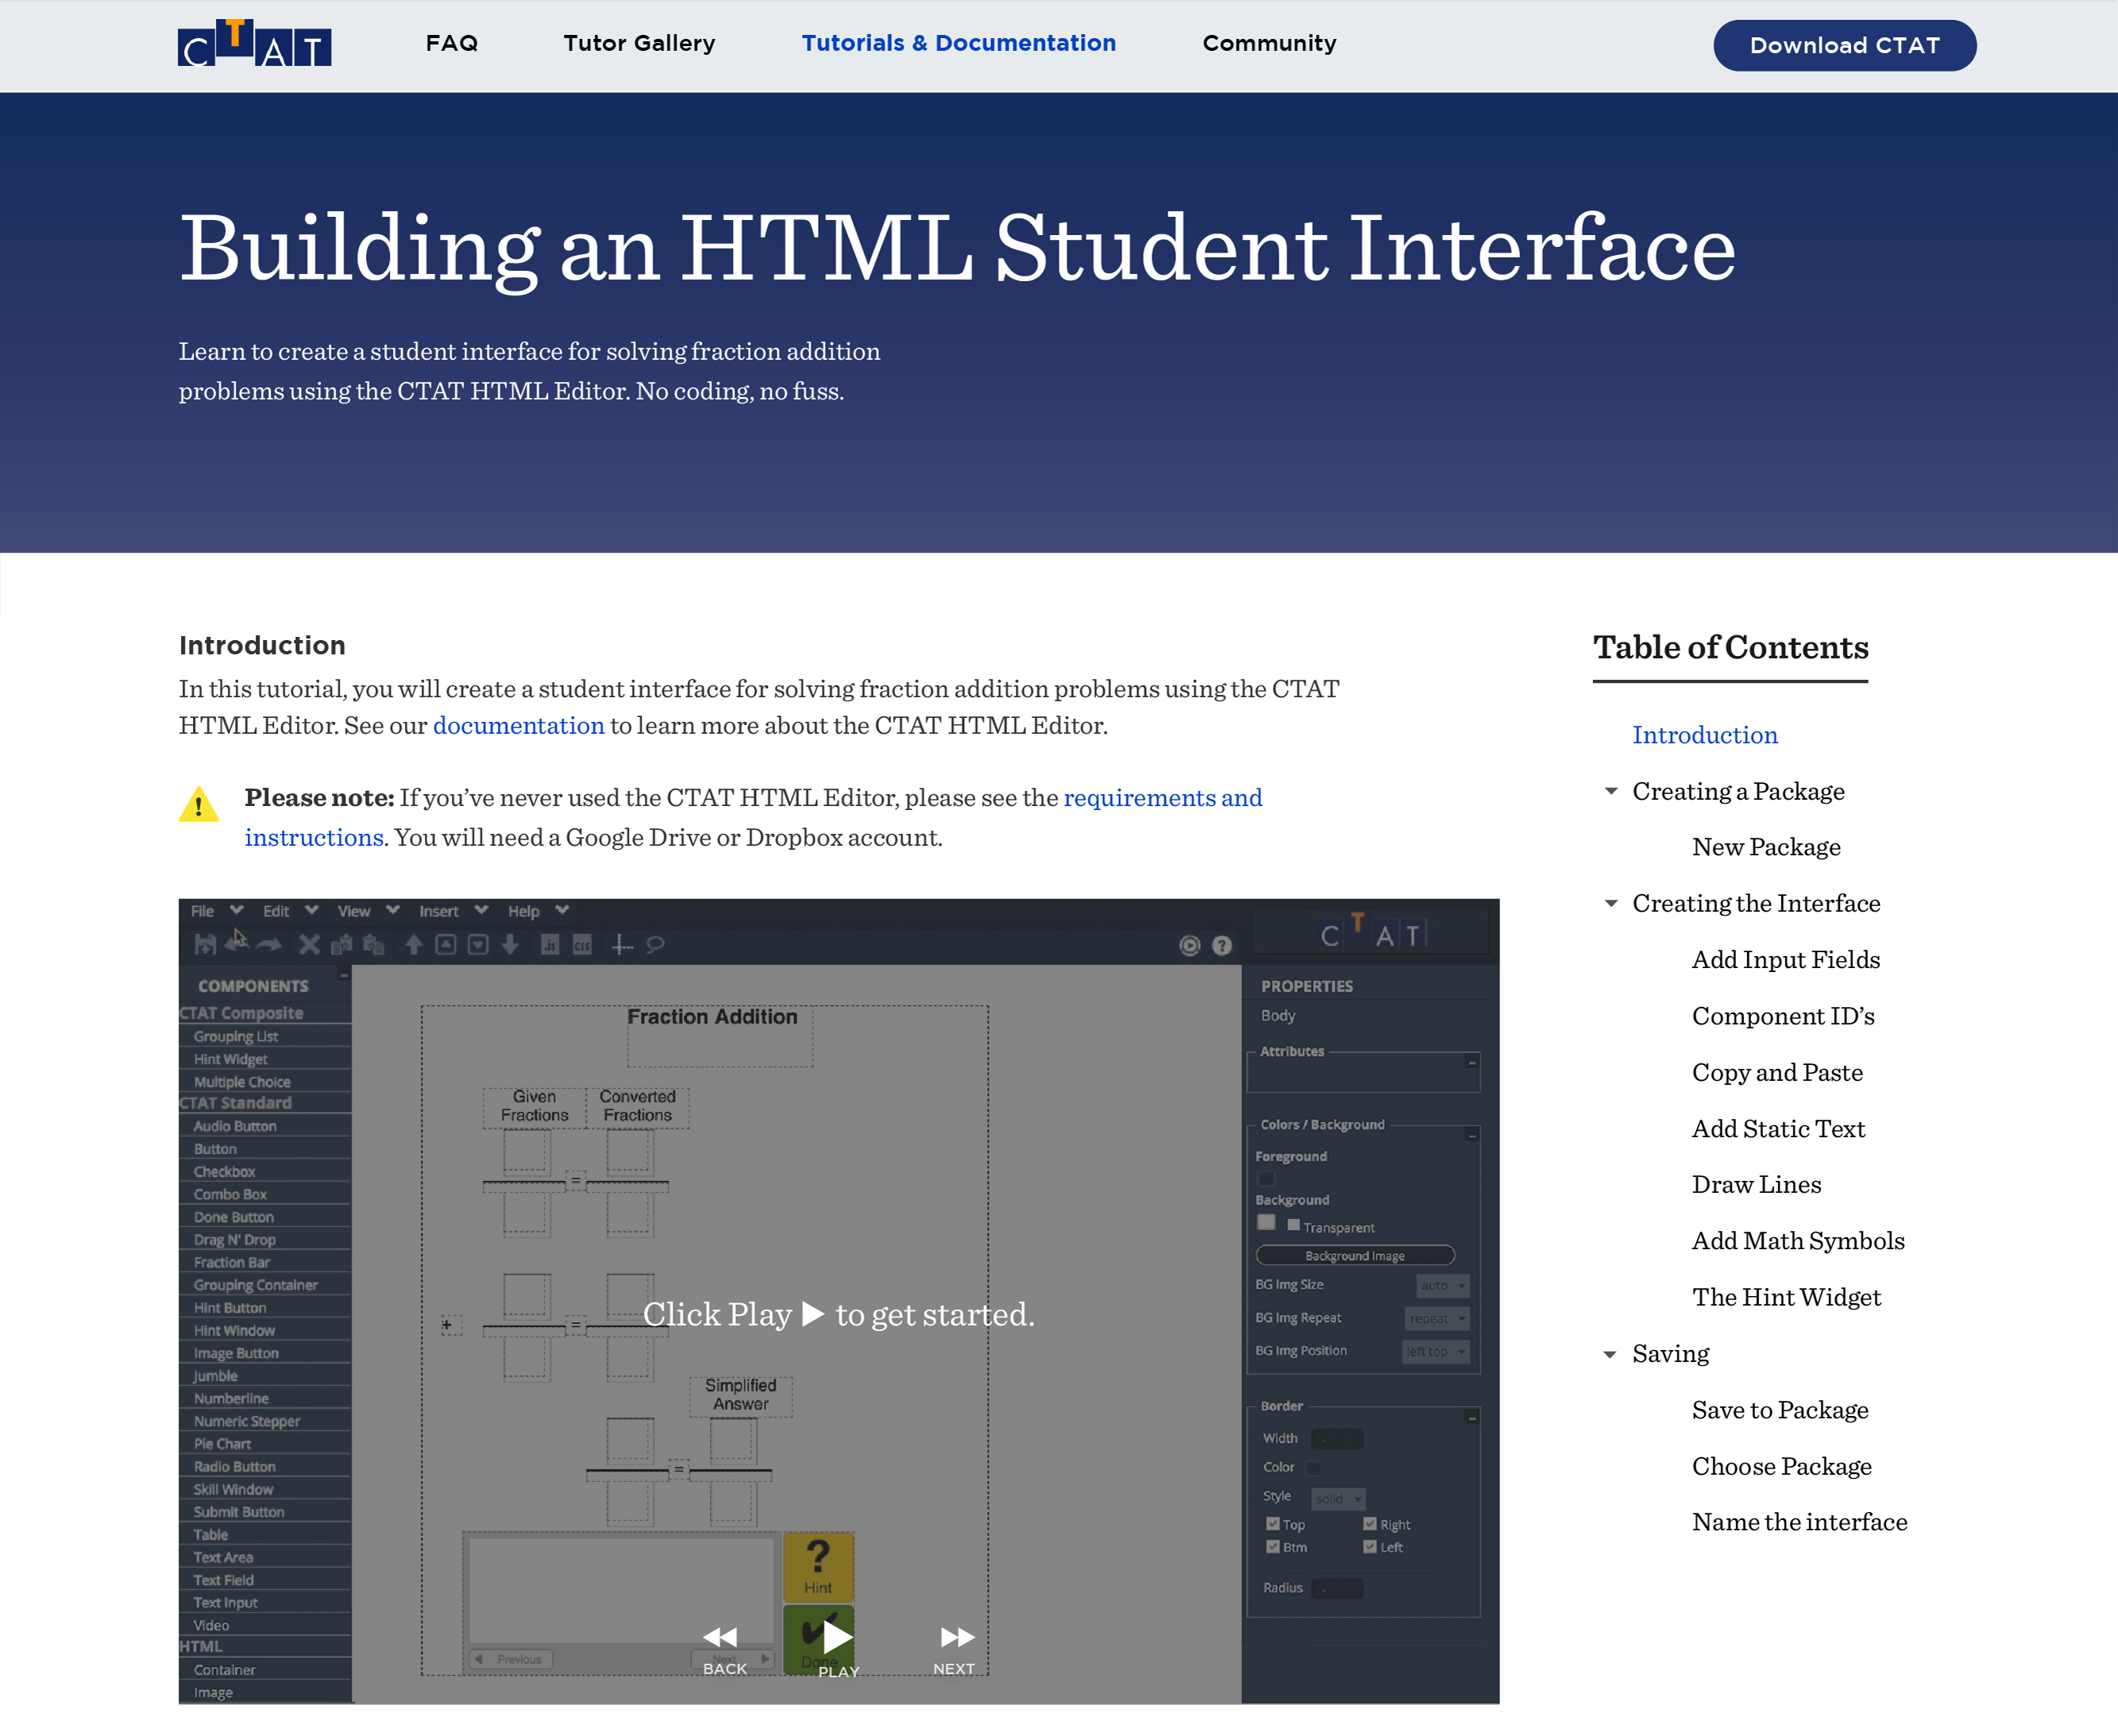 CTAT
FAQ
Tutor Gallery
Tutorials & Documentation
Community
Download CTAT
Building an HTML Student Interface
Learn to create a student interface for solving fraction addition
problems using the CTAT HTML Editor. No coding, no fuss.
Introduction
In this tutorial, you will create a student interface for solving fraction addition problems using the CTAT
HTML Editor. See our documentation to learn more about the CTAT HTML Editor.
! Please note: If you’ve never used the CTAT HTML Editor, please see the requirements and
instructions. You will need a Google Drive or Dropbox account.
File
Edit
View
Insert
Help
Js
css
?
CTAT
COMPONENTS
CTAT Composite
Grouping List
Hint Widget
Multiple Choice
CTAT Standard
Audio Button
Button
Checkbox
Combo Box
Done Button
Drag N' Drop
Fraction Bar
Grouping Container
Hint Button
Hint Window
Image Button
Jumble
Numberline
Numeric Stepper
Pie Chart
Radio Button
Skill Window
Submit Button
Table
Text Area
Text Field
Text Input
Video
HTML
Container
Image
Fraction Addition
Given
Fractions
Converted
Fractions
=
+
=
Click Play ▶ to get started.
Simplified
Answer
=
?
Hint
Done
Previous
Next
BACK
PLAY
NEXT
PROPERTIES
Body
Attributes
Colors / Background
Foreground
Background
Transparent
Background Image
BG Img Size
auto
BG Img Repeat
repeat
BG Img Position
left top
Border
Width
Color
Style
solid
Top
Right
Btm
Left
Radius
Table of Contents
Introduction
Creating a Package
New Package
Creating the Interface
Add Input Fields
Component ID’s
Copy and Paste
Add Static Text
Draw Lines
Add Math Symbols
The Hint Widget
Saving
Save to Package
Choose Package
Name the interface